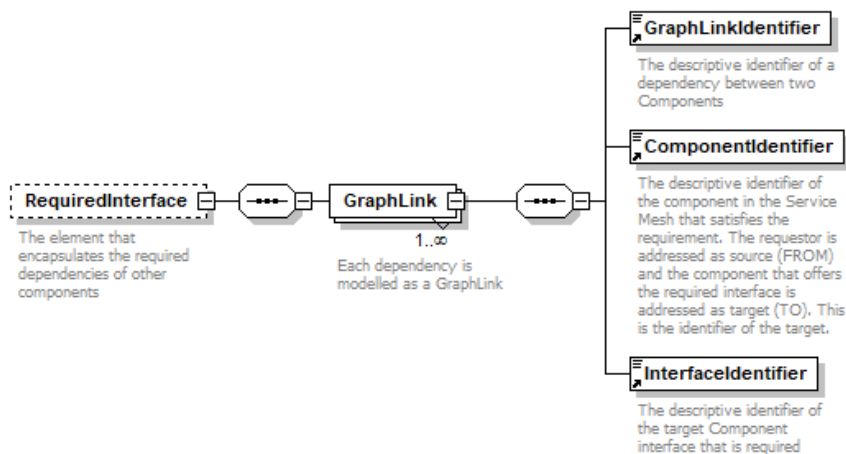 GraphLinkIdentifier
The descriptive identifier of a
dependency between two
Components
ComponentIdentifier
The descriptive identifier of
the component in the Service
Mesh that satisfies the
requirement. The requestor is
addressed as source (FROM)
and the component that offers
the required interface is
addressed as target (TO). This
is the identifier of the target.
RequiredInterface
The element that
encapsulates the required
dependencies of other
components
GraphLink
1..∞
Each dependency is
modelled as a GraphLink
InterfaceIdentifier
The descriptive identifier of
the target Component
interface that is required